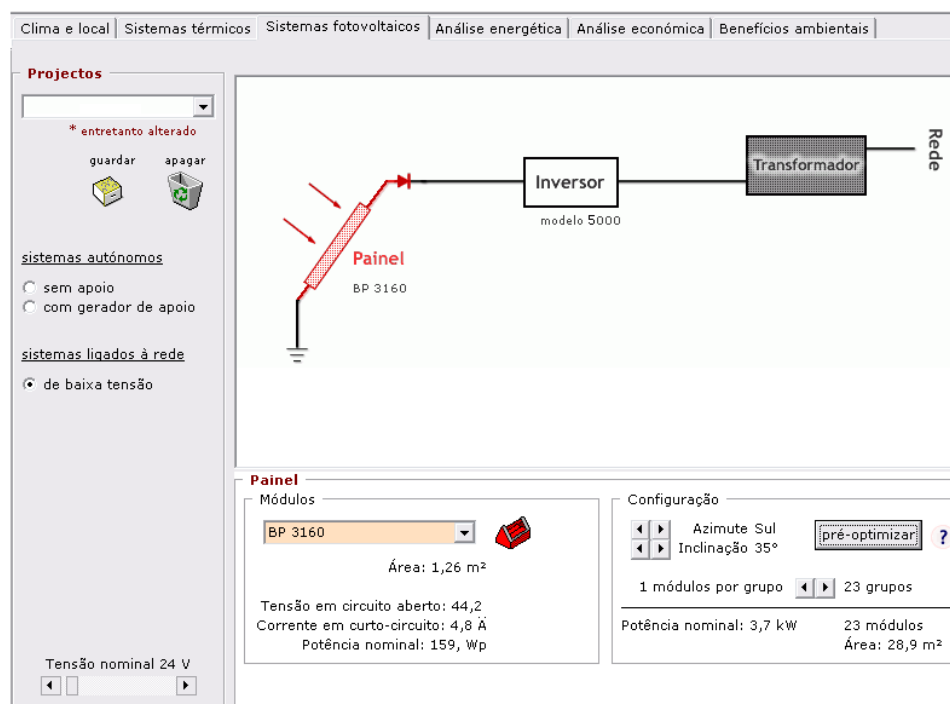 Clima e local
Sistemas térmicos
Sistemas fotovoltaicos
Análise energética
Análise económica
Benefícios ambientais
Projectos
* entretanto alterado
guardar
apagar
sistemas autónomos
sem apoio
com gerador de apoio
sistemas ligados à rede
de baixa tensão
Tensão nominal 24 V
Painel
BP 3160
Inversor
modelo 5000
Transformador
Rede
Painel
Módulos
BP 3160
Área: 1,26 m²
Tensão em circuito aberto: 44,2
Corrente em curto-circuito: 4,8 A
Potência nominal: 159, Wp
Configuração
Azimute Sul
Inclinação 35°
pré-optimizar
?
1 módulos por grupo
23 grupos
Potência nominal: 3,7 kW
23 módulos
Área: 28,9 m²